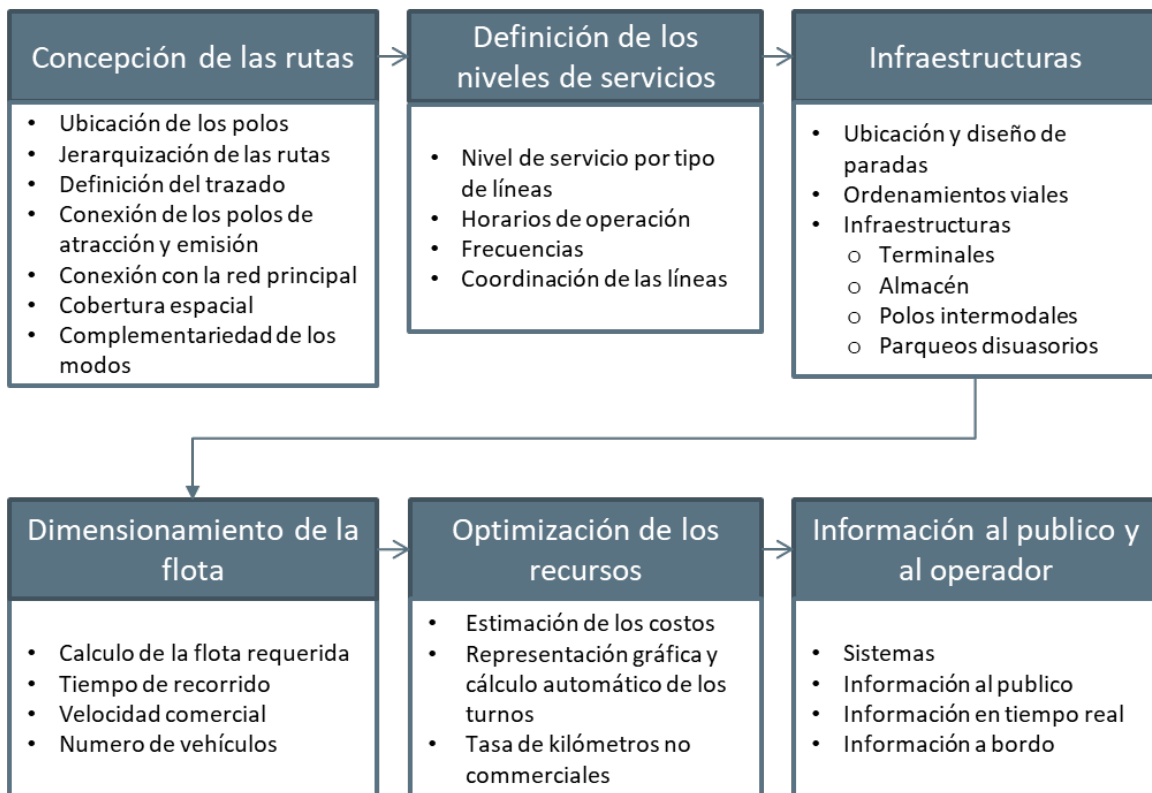 Concepción de las rutas
• Ubicación de los polos
• Jerarquización de las rutas
• Definición del trazado
• Conexión de los polos de
atracción y emisión
• Conexión con la red principal
• Cobertura espacial
• Complementariedad de los
modos
Definición de los
niveles de servicios
• Nivel de servicio por tipo
de líneas
• Horarios de operación
• Frecuencias
• Coordinación de las líneas
Infraestructuras
• Ubicación y diseño de
paradas
• Ordenamientos viales
• Infraestructuras
o Terminales
o Almacén
o Polos intermodales
o Parqueos disuasorios
Dimensionamiento de la
flota
• Calculo de la flota requerida
• Tiempo de recorrido
• Velocidad comercial
• Numero de vehículos
Optimización de los
recursos
• Estimación de los costos
• Representación gráfica y
cálculo automático de los
turnos
• Tasa de kilómetros no
commerciales
Información al publico y
al operador
• Sistemas
• Información al publico
• Información en tiempo real
• Información a bordo